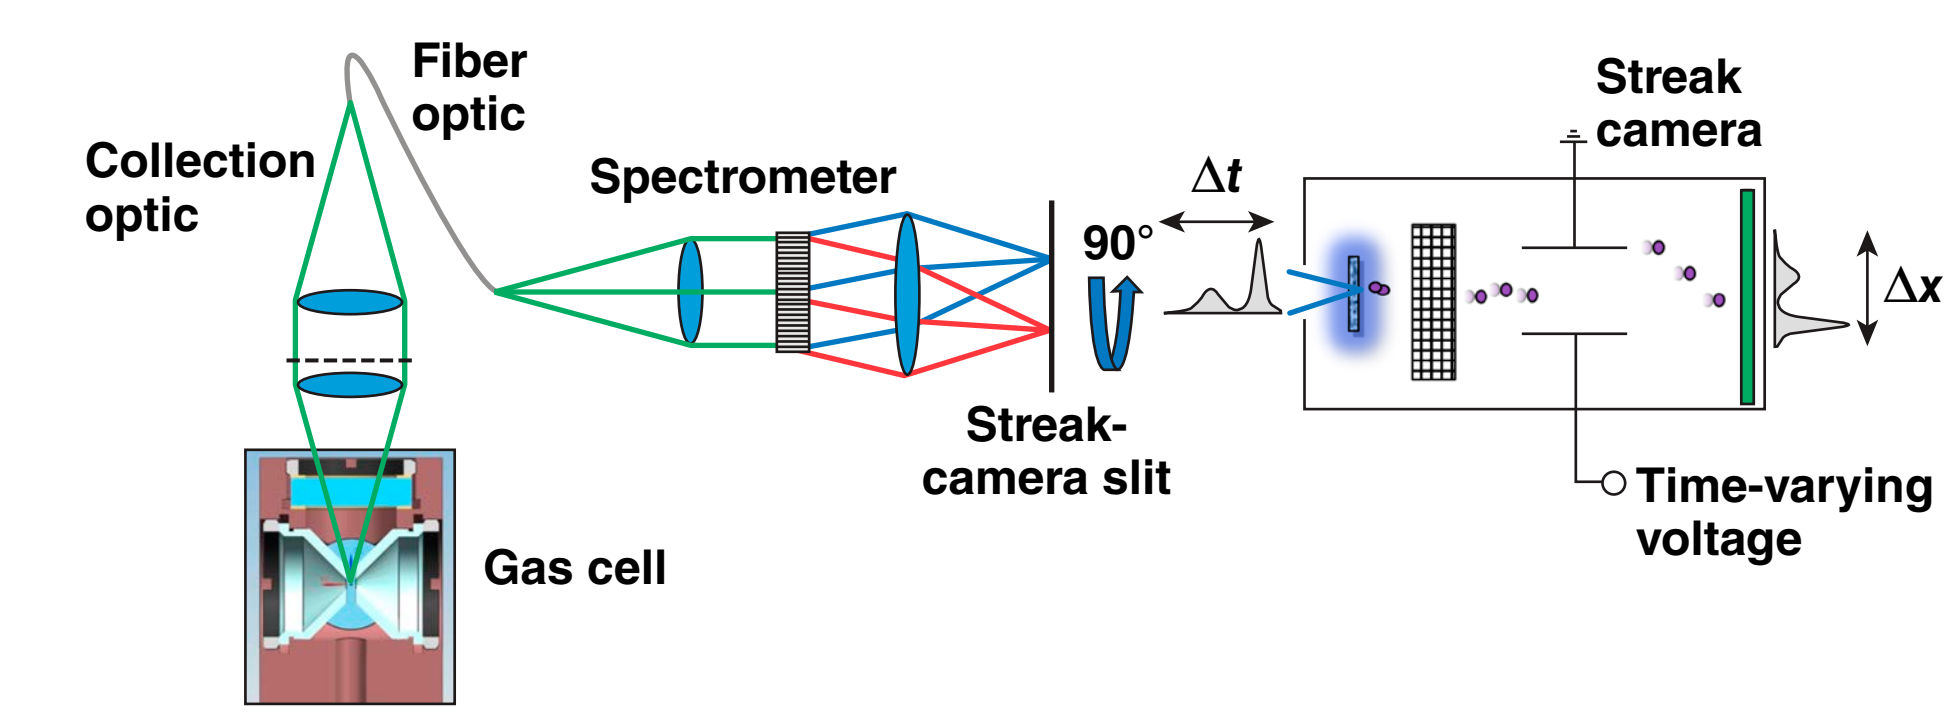 Fiber
optic
Collection
optic
Spectrometer
Streak
camera
Δt
90°
Δx
Streak-
camera slit
Time-varying
voltage
Gas cell